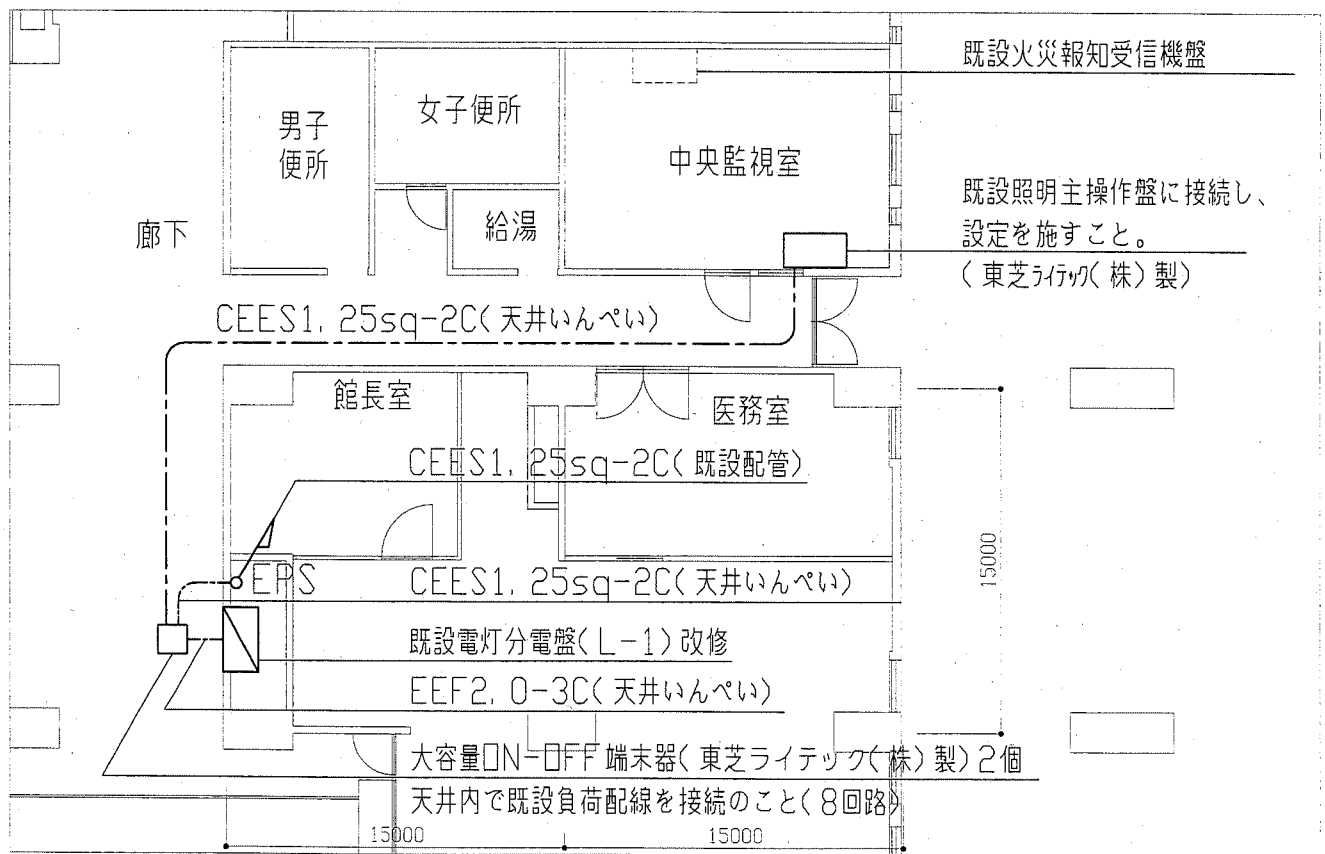 既設火災報知受信機盤
男子
便所
女子便所
中央監視室
既設照明主操作盤に接続し、
設定を施すこと。
(東芝ライテック(株)製)
廊下
給湯
CEES1.25sq-2C(天井いんぺい)
館長室
医務室
CEES1.25sq-2C(既設配管)
15000
EPS
CEES1.25sq-2C(天井いんぺい)
既設電灯分電盤(L-1)改修
EEF2.0-3C(天井いんぺい)
大容量ON-OFF端末器(東芝ライテック(株)製)2個
天井内で既設負荷配線を接続のこと(8回路)
15000
15000